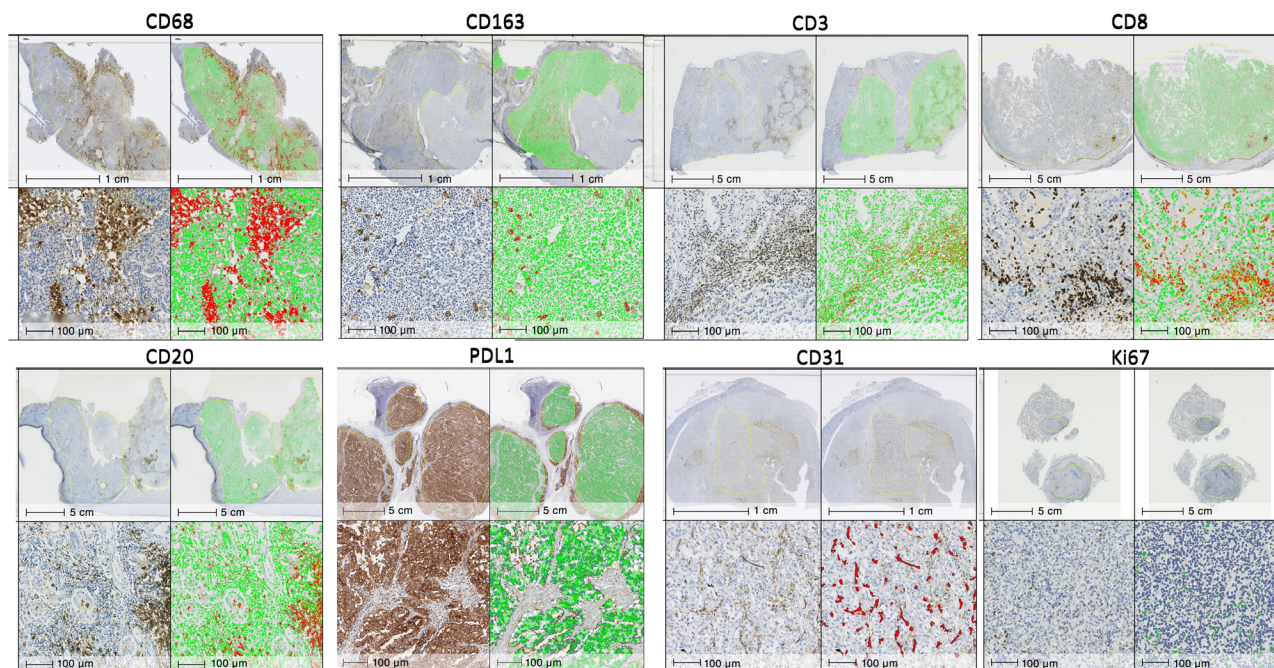 CD68 CD163 CD3 CD8
1 cm 1 cm 1 cm 1 cm 5 cm 5 cm 5 cm 5 cm
100 µm 100 µm 100 µm 100 µm 100 µm 100 µm 100 µm 100 µm
CD20 PDL1 CD31 Ki67
5 cm 5 cm 5 cm 5 cm 1 cm 1 cm 5 cm 5 cm
100 µm 100 µm 100 µm 100 µm 100 µm 100 µm 100 µm 100 µm